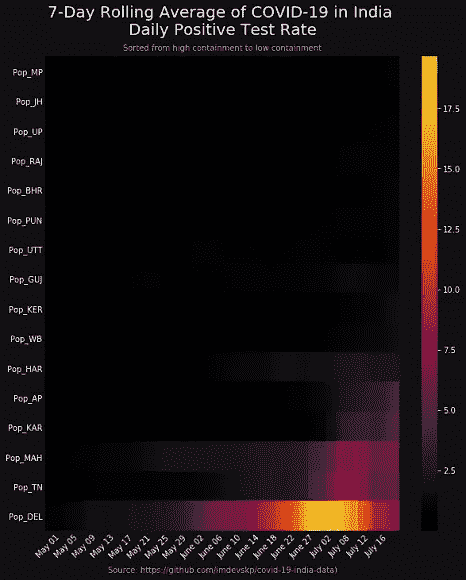 7-Day Rolling Average of COVID-19 in India
Daily Positive Test Rate
Sorted from high containment to low containment
Pop_MP
Pop_JH
Pop_UP
Pop_RAJ
Pop_BHR
Pop_PUN
Pop_UTT
Pop_GUJ
Pop_KER
Pop_WB
Pop_HAR
Pop_AP
Pop_KAR
Pop_MAH
Pop_TN
Pop_DEL
17.5
15.0
12.5
10.0
7.5
5.0
2.5
May 01
May 05
May 09
May 13
May 17
May 21
May 25
May 29
June 02
June 06
June 10
June 14
June 18
June 22
June 27
July 02
July 08
July 12
July 16
Source: https://github.com/imdevskp/covid-19-india-data)